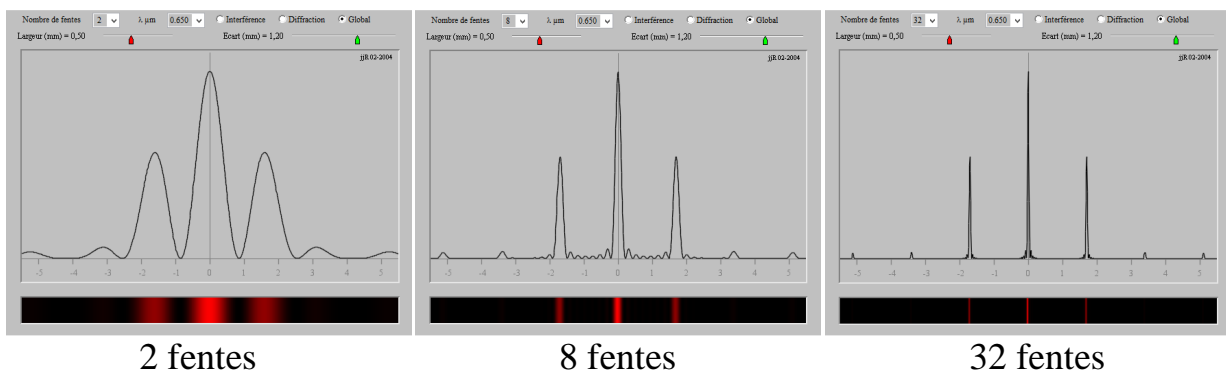 Nombre de fentes 2 λ µm 0.650 Interférence Diffraction Global
Largeur (mm) = 0,50 Ecart (mm) = 1,20
jjR 02-2004
-5 -4 -3 -2 -1 0 1 2 3 4 5
2 fentes
Nombre de fentes 8 λ µm 0.650 Interférence Diffraction Global
Largeur (mm) = 0,50 Ecart (mm) = 1,20
jjR 02-2004
-5 -4 -3 -2 -1 0 1 2 3 4 5
8 fentes
Nombre de fentes 32 λ µm 0.650 Interférence Diffraction Global
Largeur (mm) = 0,50 Ecart (mm) = 1,20
jjR 02-2004
-5 -4 -3 -2 -1 0 1 2 3 4 5
32 fentes